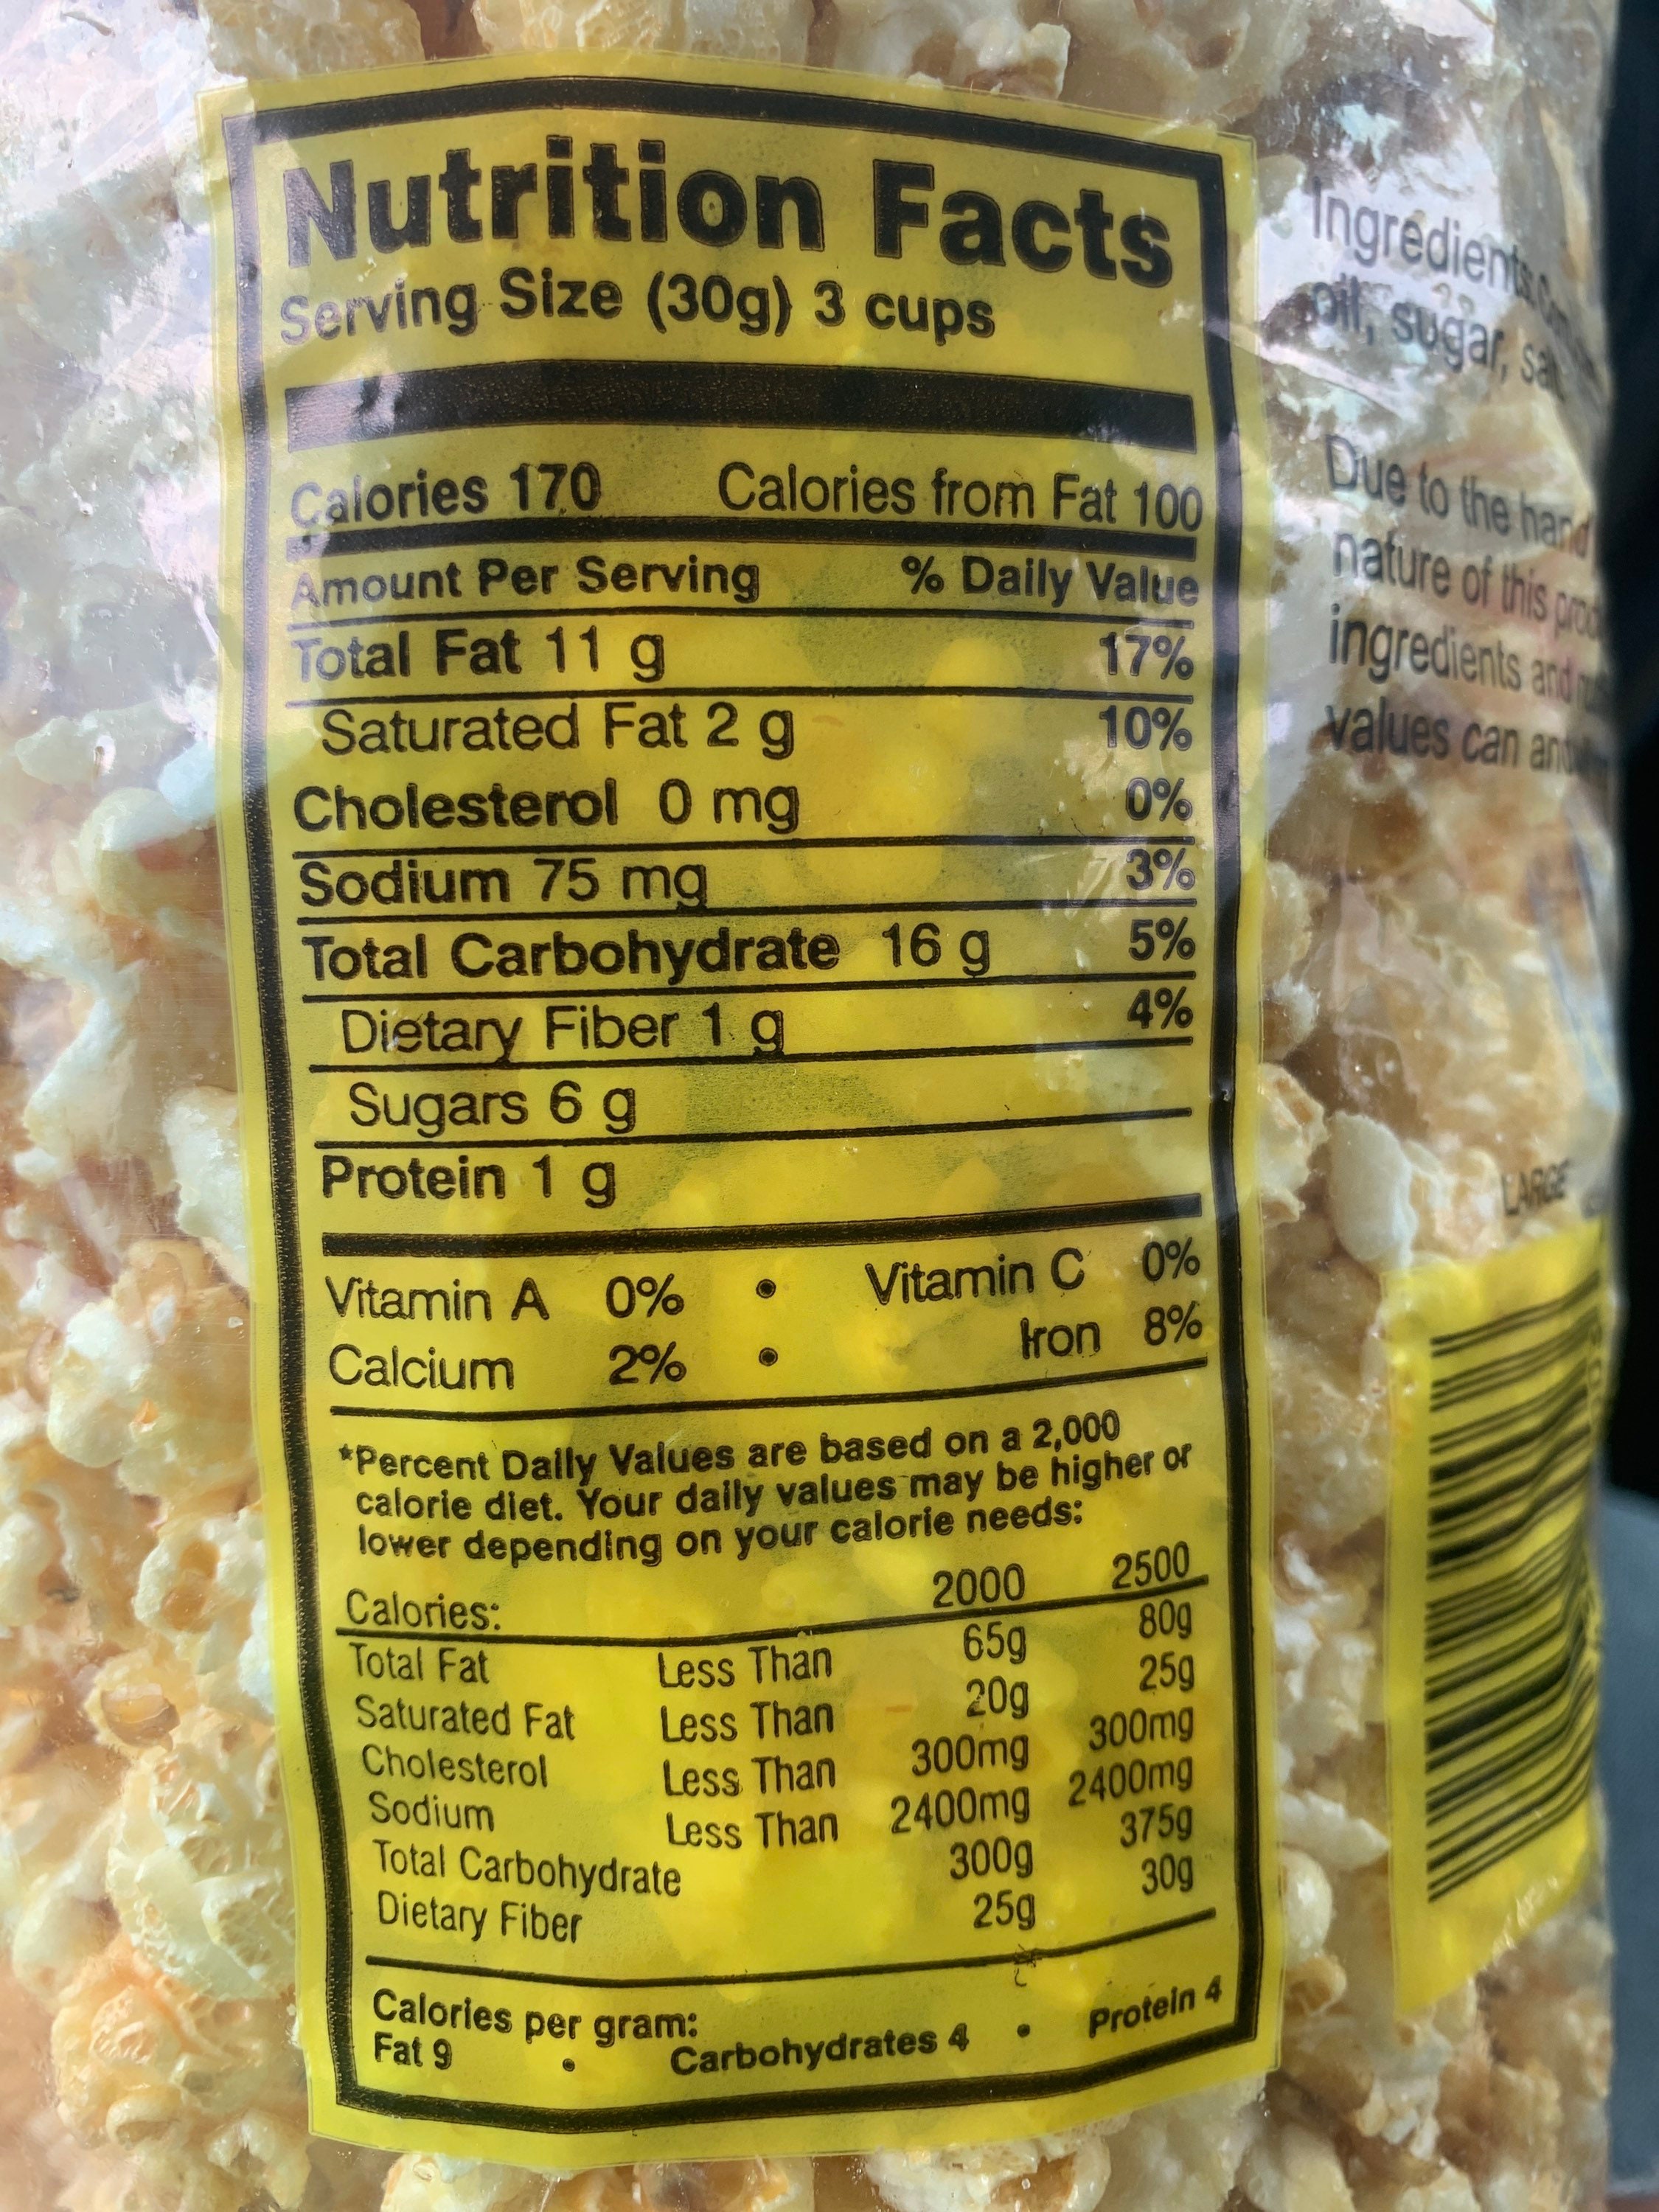 Nutrition Facts
Serving Size (30g) 3 cups
Calories 170 Calories from Fat 100
Amount Per Serving % Daily Value
Total Fat 11 g 17%
Saturated Fat 2 g 10%
Cholesterol 0 mg 0%
Sodium 75 mg 3%
Total Carbohydrate 16 g 5%
Dietary Fiber 1 g 4%
Sugars 6 g
Protein 1 g
Vitamin A 0% • Vitamin C 0%
Calcium 2% • Iron 8%
*Percent Daily Values are based on a 2,000
calorie diet. Your daily values may be higher or
lower depending on your calorie needs:
Calories: 2000 2500
Total Fat Less Than 65g 80g
Saturated Fat Less Than 20g 25g
Cholesterol Less Than 300mg 300mg
Sodium Less Than 2400mg 2400mg
Total Carbohydrate 300g 375g
Dietary Fiber 25g 30g
Calories per gram:
Fat 9 • Carbohydrates 4 • Protein 4
Ingredients:
oil, sugar,
Due to the hand
nature of this
ingredients and
values can
LARGE